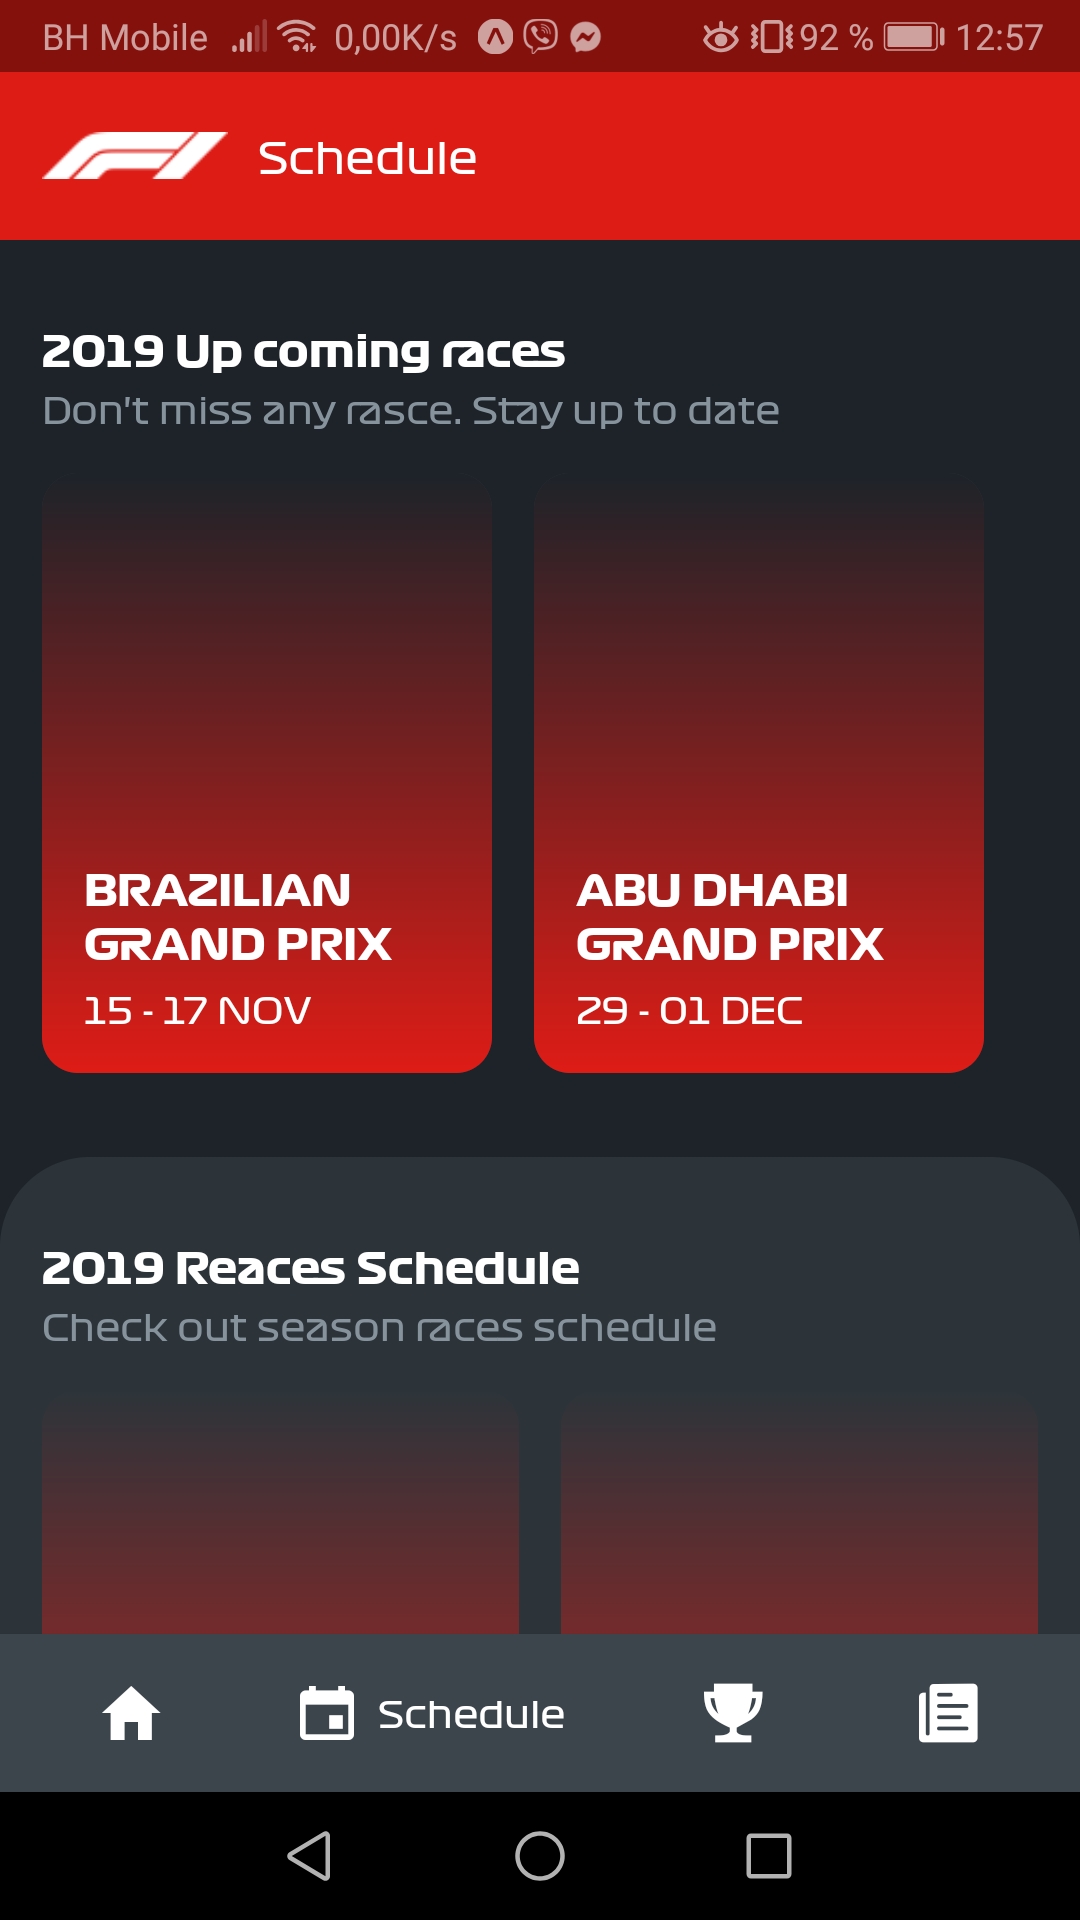 BH Mobile 0,00K/s 92 % 12:57
F1 Schedule
2019 Up coming races
Don't miss any rasce. Stay up to date
BRAZILIAN
GRAND PRIX
15 - 17 NOV
ABU DHABI
GRAND PRIX
29 - 01 DEC
2019 Reaces Schedule
Check out season races schedule
Schedule